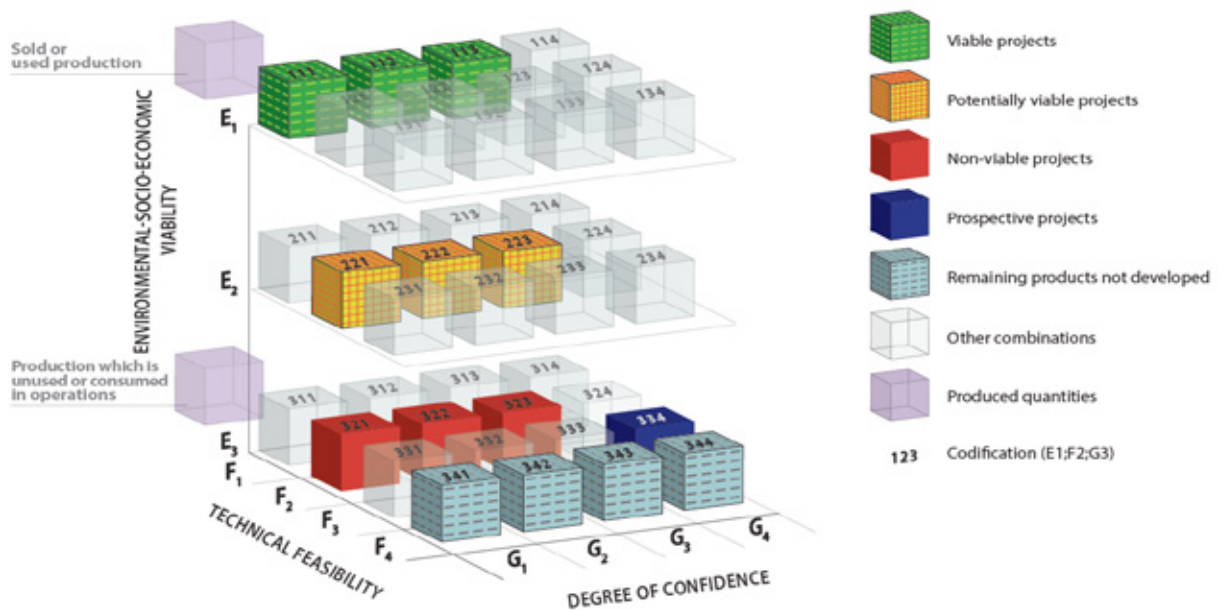 Sold or
used production
ENVIRONMENTAL-SOCIO-ECONOMIC
VIABILITY
E1
111
112
113
114
123
124
133
134
E2
211
212
213
214
221
222
223
224
231
232
233
234
Production which is
unused or consumed
in operations
E3
311
312
313
314
321
322
323
324
331
332
333
334
341
342
343
344
F1
F2
F3
F4
TECHNICAL FEASIBILITY
G1
G2
G3
G4
DEGREE OF CONFIDENCE
Viable projects
Potentially viable projects
Non-viable projects
Prospective projects
Remaining products not developed
Other combinations
Produced quantities
123 Codification (E1;F2;G3)